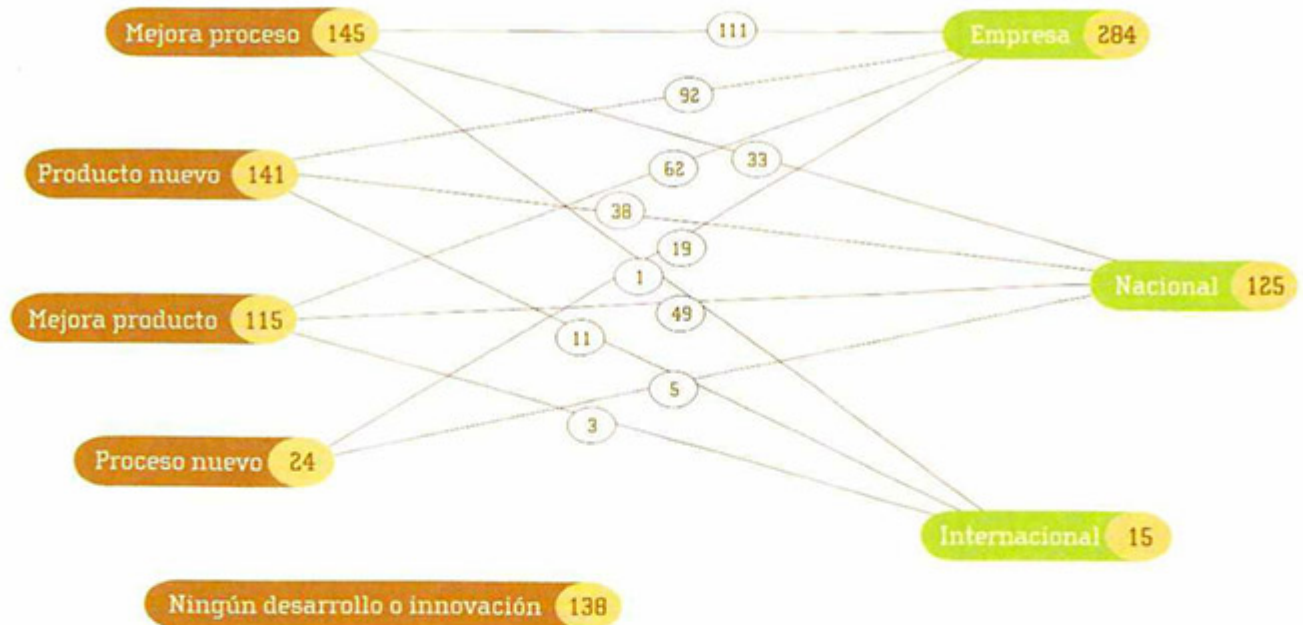 Mejora proceso 145
111
Empresa 284
92
Producto nuevo 141
62
33
38
19
1
Nacional 125
Mejora producto 115
49
11
5
3
Proceso nuevo 24
Internacional 15
Ningún desarrollo o innovación 138